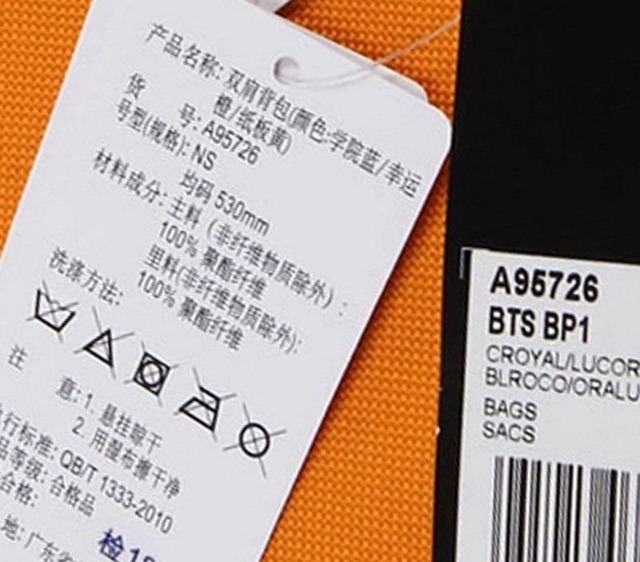 产品名称: 双肩背包(颜色:学院蓝/幸运
橙/纸板黄)
货 号: A95726
号型(规格): NS
均码 530mm
材料成分: 主料（非纤维物质除外）:
100% 聚酯纤维
里料(非纤维物质除外):
100% 聚酯纤维
洗涤方法:
注 意: 1. 悬挂晾干
2. 用湿布擦干净
行标准: QB/T 1333-2010
品等级: 合格品
合格:
检
地: 广东省
A95726
BTS BP1
CROYAL/LUCOR
BLROCO/ORALU
BAGS
SACS